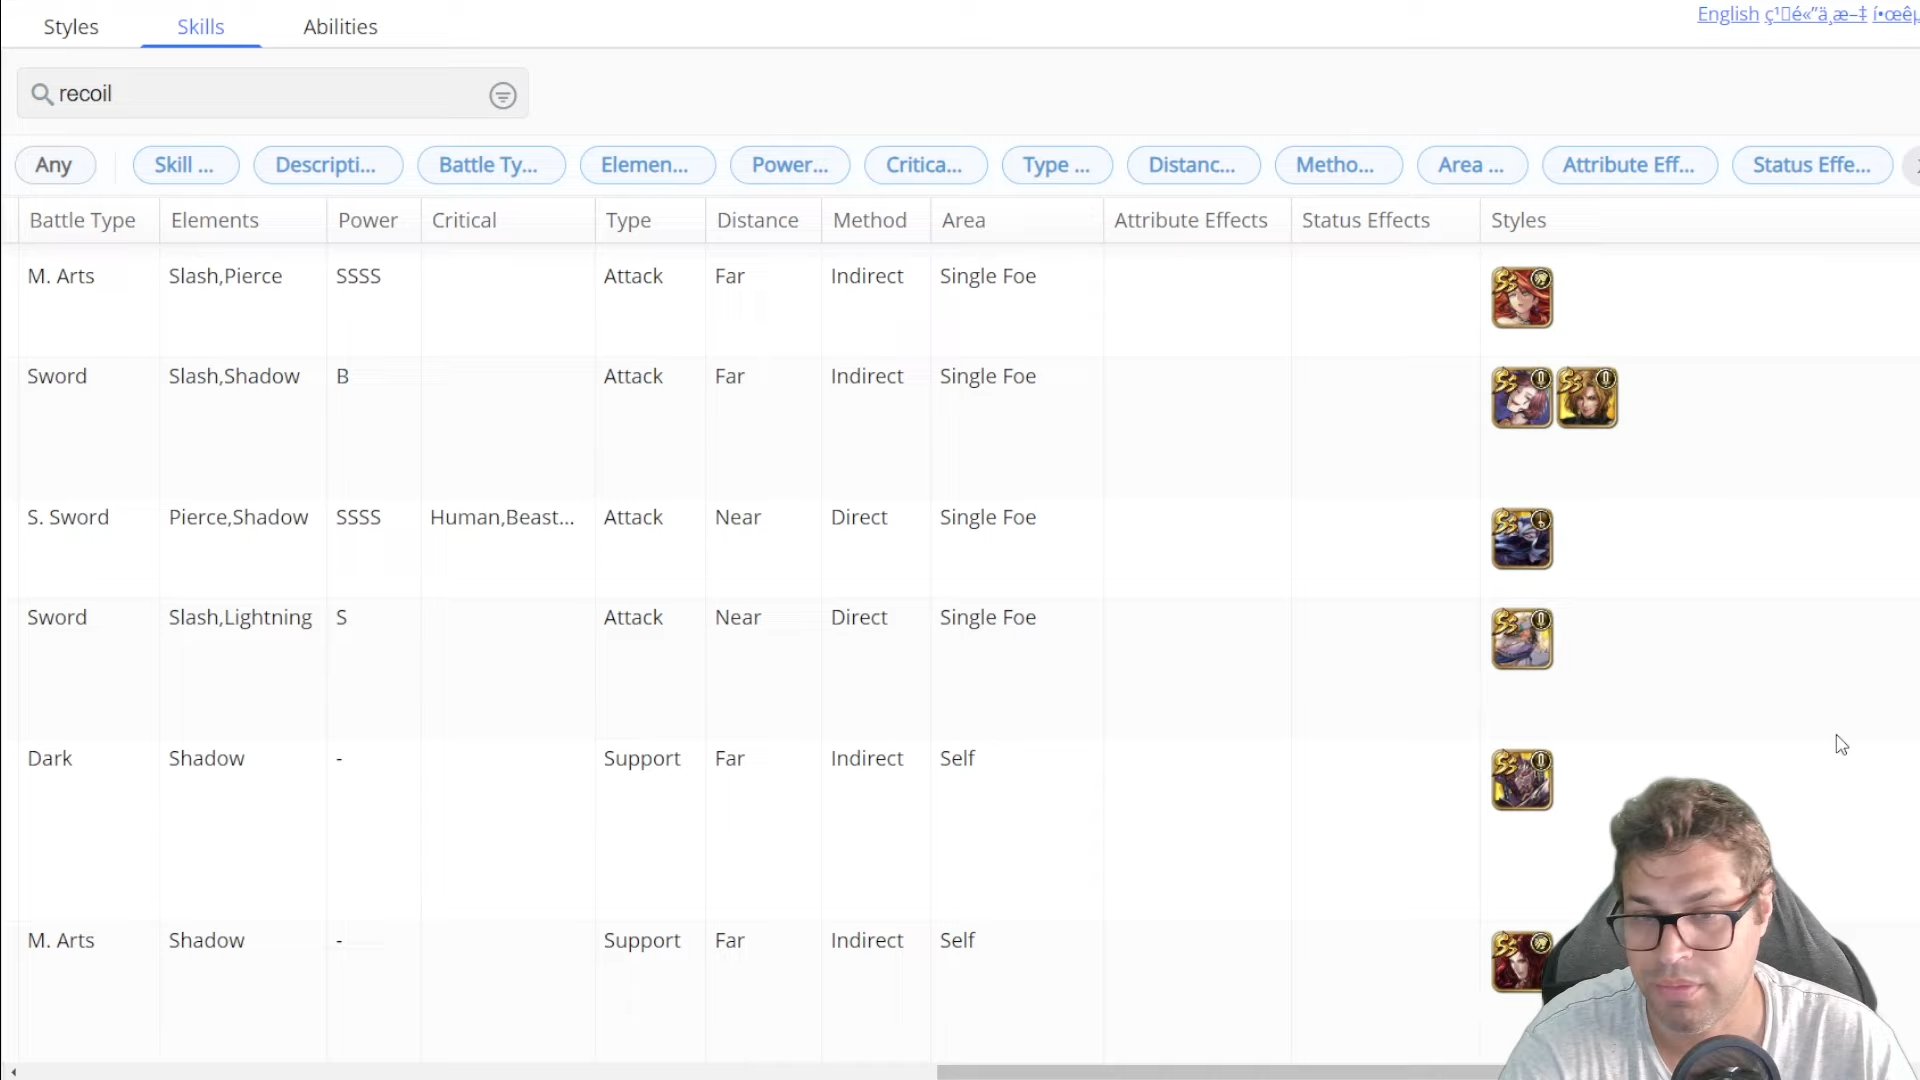 Styles Skills Abilities English ç¹
recoil
Any Skill ... Descripti... Battle Ty... Elemen... Power... Critica... Type ... Distanc... Metho... Area ... Attribute Eff... Status Effe...
Battle Type Elements Power Critical Type Distance Method Area Attribute Effects Status Effects Styles
M. Arts Slash,Pierce SSSS Attack Far Indirect Single Foe
Sword Slash,Shadow B Attack Far Indirect Single Foe
S. Sword Pierce,Shadow SSSS Human,Beast... Attack Near Direct Single Foe
Sword Slash,Lightning S Attack Near Direct Single Foe
Dark Shadow - Support Far Indirect Self
M. Arts Shadow - Support Far Indirect Self